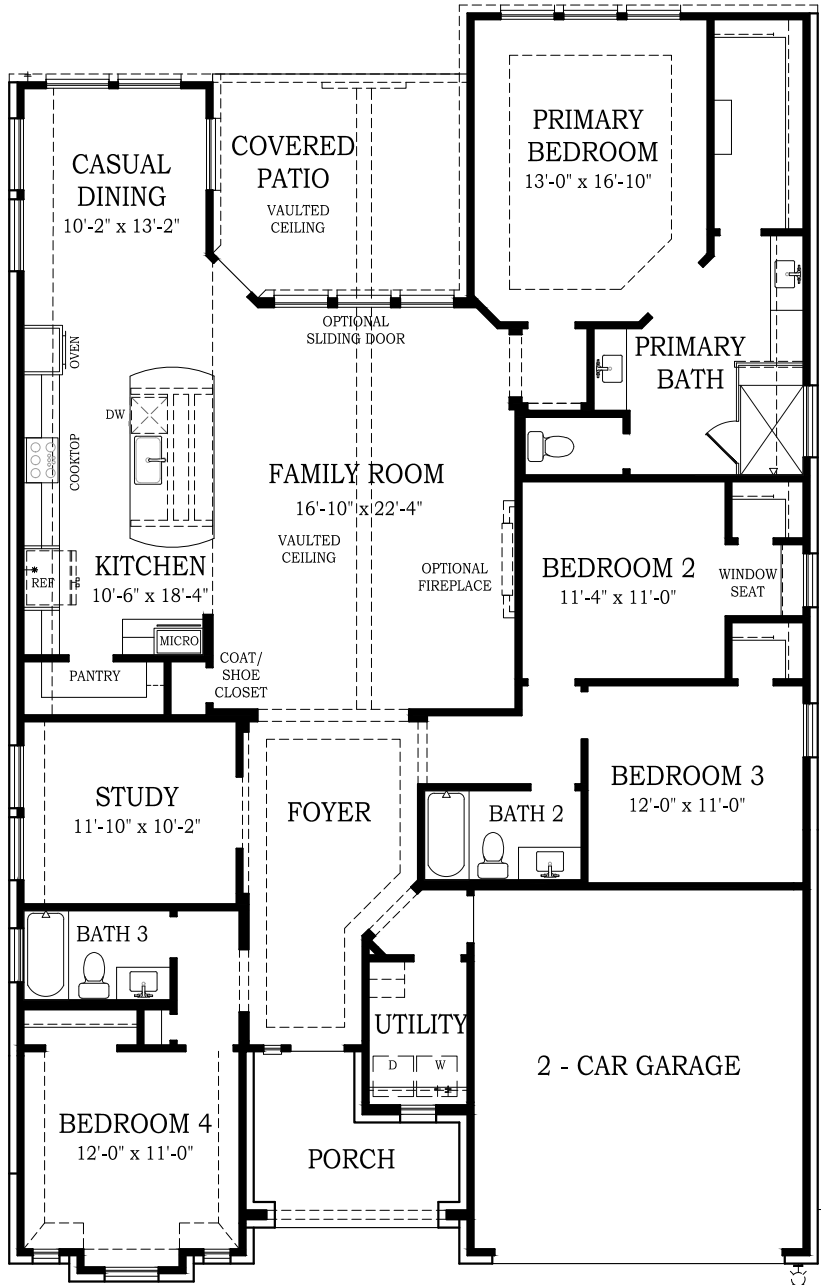 PRIMARY
BEDROOM
13'-0" x 16'-10"
COVERED
PATIO
VAULTED
CEILING
CASUAL
DINING
10'-2" x 13'-2"
OPTIONAL
SLIDING DOOR
PRIMARY
BATH
OVEN
DW
COOKTOP
FAMILY ROOM
16'-10" x 22'-4"
VAULTED
CEILING
OPTIONAL
FIREPLACE
KITCHEN
10'-6" x 18'-4"
REF
MICRO
PANTRY
COAT/
SHOE
CLOSET
BEDROOM 2
11'-4" x 11'-0"
WINDOW
SEAT
STUDY
11'-10" x 10'-2"
FOYER
BATH 2
BEDROOM 3
12'-0" x 11'-0"
BATH 3
UTILITY
D
W
2 - CAR GARAGE
BEDROOM 4
12'-0" x 11'-0"
PORCH